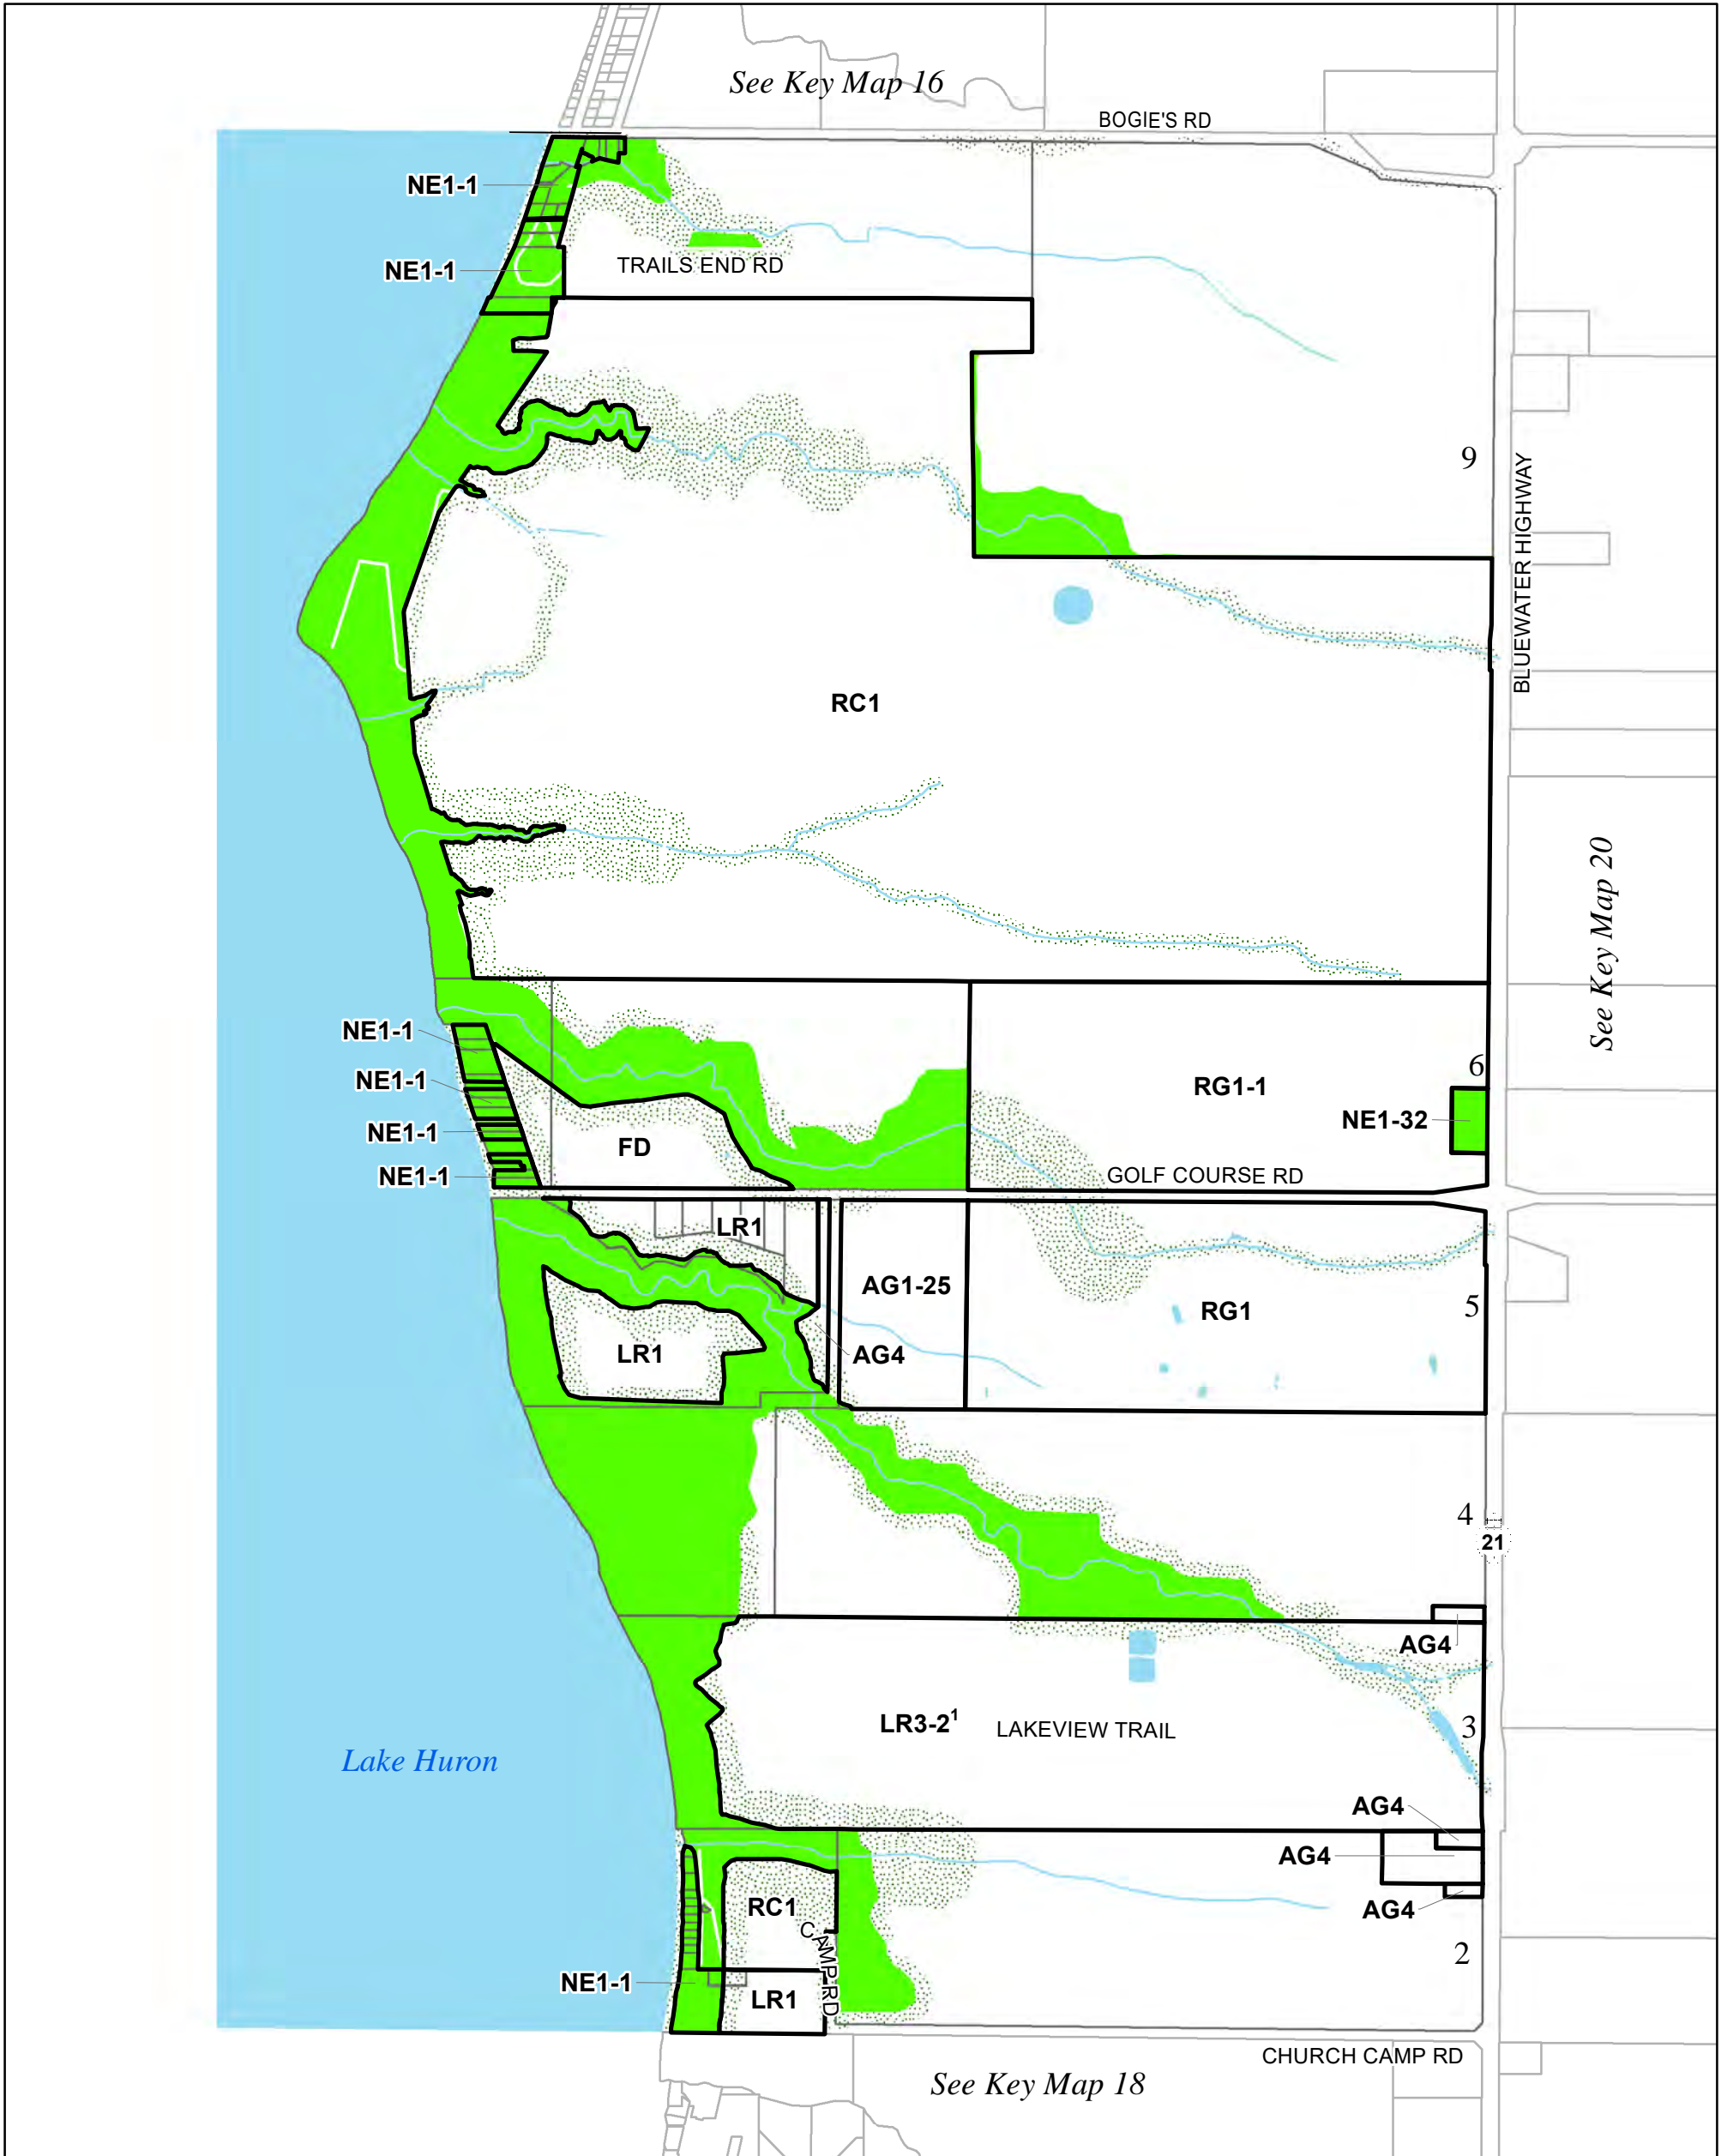 See Key Map 16
BOGIE'S RD
NE1-1
NE1-1
TRAILS END RD
9
BLUEWATER HIGHWAY
RC1
See Key Map 20
NE1-1
NE1-1
NE1-1
NE1-1
FD
RG1-1
6
NE1-32
GOLF COURSE RD
LR1
AG1-25
RG1
5
LR1
AG4
4
21
AG4
LR3-2¹
LAKEVIEW TRAIL
3
Lake Huron
AG4
AG4
AG4
RC1
CAMP RD
2
NE1-1
LR1
CHURCH CAMP RD
See Key Map 18